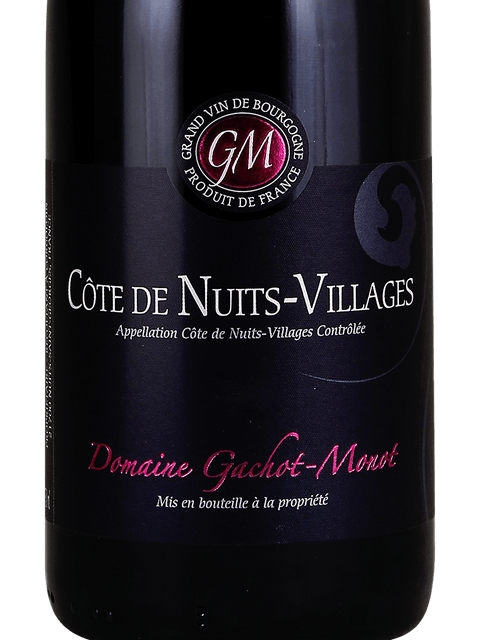 GRAND VIN DE BOURGOGNE
GM
PRODUIT DE FRANCE
CÔTE DE NUITS-VILLAGES
Appellation Côte de Nuits-Villages Contrôlée
Domaine Gachot-Monot
Mis en bouteille à la propriété